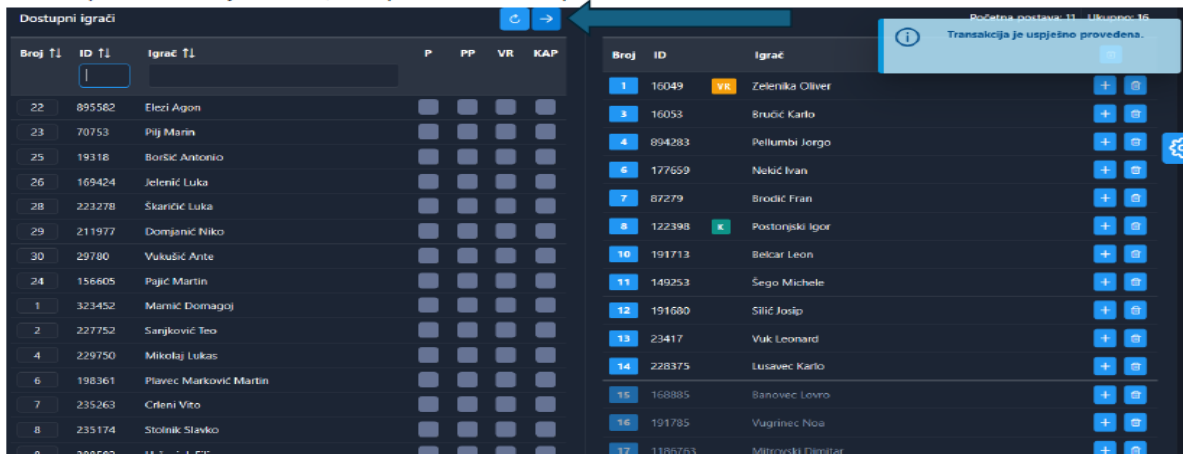 Dostupni igrači
Početna postava: 11 Ukupno: 16
Transakcija je uspješno provedena.
Broj ID Igrač P PP VR KAP
22 895582 Elezi Agon
23 70753 Pilj Marin
25 19318 Boršić Antonio
26 169424 Jelenić Luka
28 223278 Škaričić Luka
29 211977 Domjanić Niko
30 29780 Vukušić Ante
24 156605 Pajić Martin
1 323452 Mamić Domagoj
2 227752 Sanjković Teo
4 229750 Mikolaj Lukas
6 198361 Plavec Marković Martin
7 235263 Crleni Vito
8 235174 Stolnik Slavko
Broj ID Igrač
1 16049 VR Zelenika Oliver
3 16053 Bručić Karlo
4 894283 Pellumbi Jorgo
6 177659 Nekić Ivan
7 87279 Brodić Fran
8 122398 K Postonjski Igor
10 191713 Belcar Leon
11 149253 Šego Michele
12 191680 Silić Josip
13 23417 Vuk Leonard
14 228375 Lusavec Karlo
15 168885 Banovec Lovro
16 191785 Vugrinec Noa
17 1186763 Mitrovski Dimitar